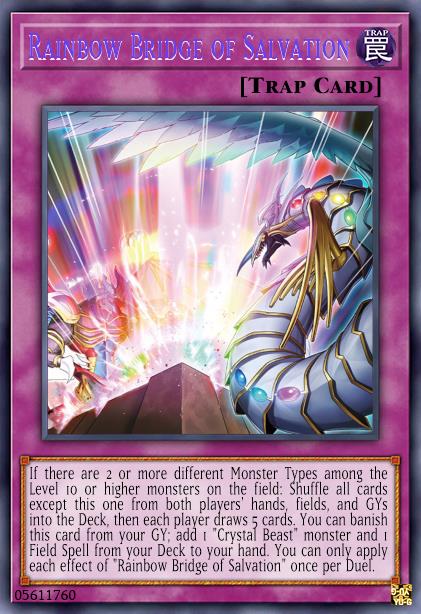 RAINBOW BRIDGE OF SALVATION
TRAP
罠
[TRAP CARD]
If there are 2 or more different Monster Types among the
Level 10 or higher monsters on the field: Shuffle all cards
except this one from both players' hands, fields, and GYs
into the Deck, then each player draws 5 cards. You can banish
this card from your GY; add 1 "Crystal Beast" monster and 1
Field Spell from your Deck to your hand. You can only apply
each effect of "Rainbow Bridge of Salvation" once per Duel.
05611760